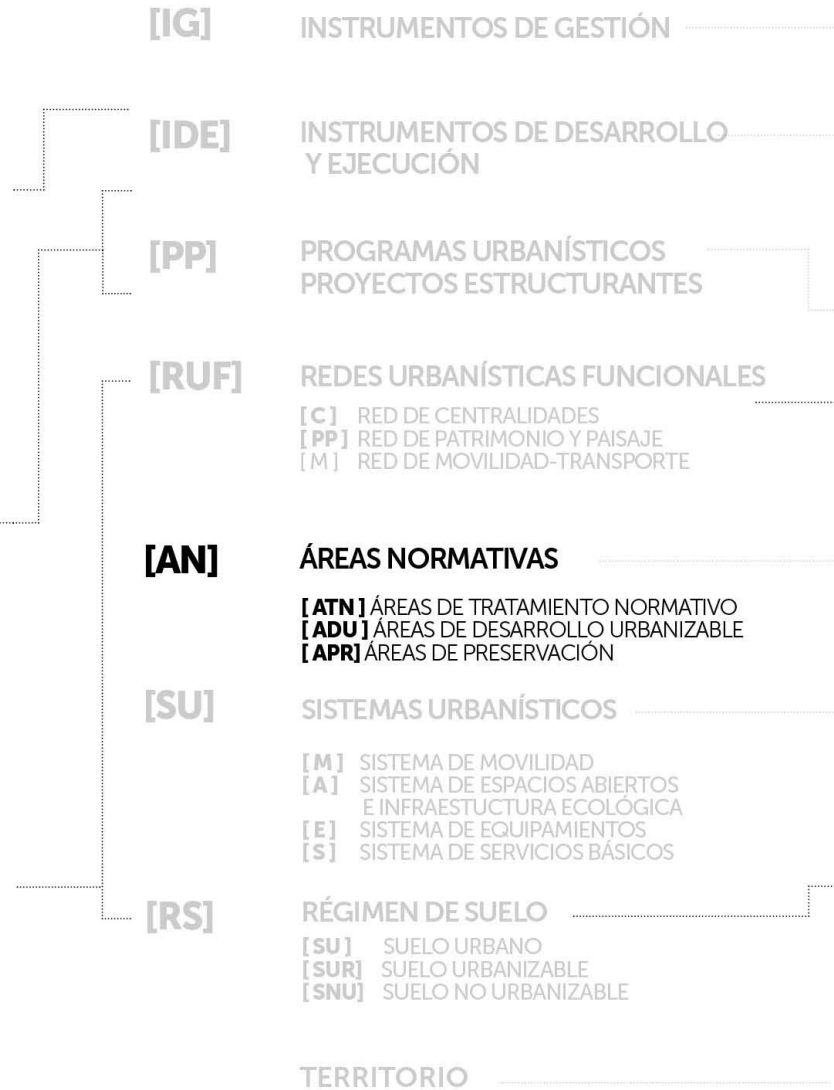 [IG] INSTRUMENTOS DE GESTIÓN
[IDE] INSTRUMENTOS DE DESARROLLO
Y EJECUCIÓN
[PP] PROGRAMAS URBANÍSTICOS
PROYECTOS ESTRUCTURANTES
[RUF] REDES URBANÍSTICAS FUNCIONALES
[ C ] RED DE CENTRALIDADES
[ PP ] RED DE PATRIMONIO Y PAISAJE
[ M ] RED DE MOVILIDAD-TRANSPORTE
[AN] ÁREAS NORMATIVAS
[ ATN ] ÁREAS DE TRATAMIENTO NORMATIVO
[ ADU ] ÁREAS DE DESARROLLO URBANIZABLE
[ APR] ÁREAS DE PRESERVACIÓN
[SU] SISTEMAS URBANÍSTICOS
[ M ] SISTEMA DE MOVILIDAD
[ A ] SISTEMA DE ESPACIOS ABIERTOS
E INFRAESTUCTURA ECOLÓGICA
[ E ] SISTEMA DE EQUIPAMIENTOS
[ S ] SISTEMA DE SERVICIOS BÁSICOS
[RS] RÉGIMEN DE SUELO
[ SU ] SUELO URBANO
[ SUR] SUELO URBANIZABLE
[ SNU] SUELO NO URBANIZABLE
TERRITORIO